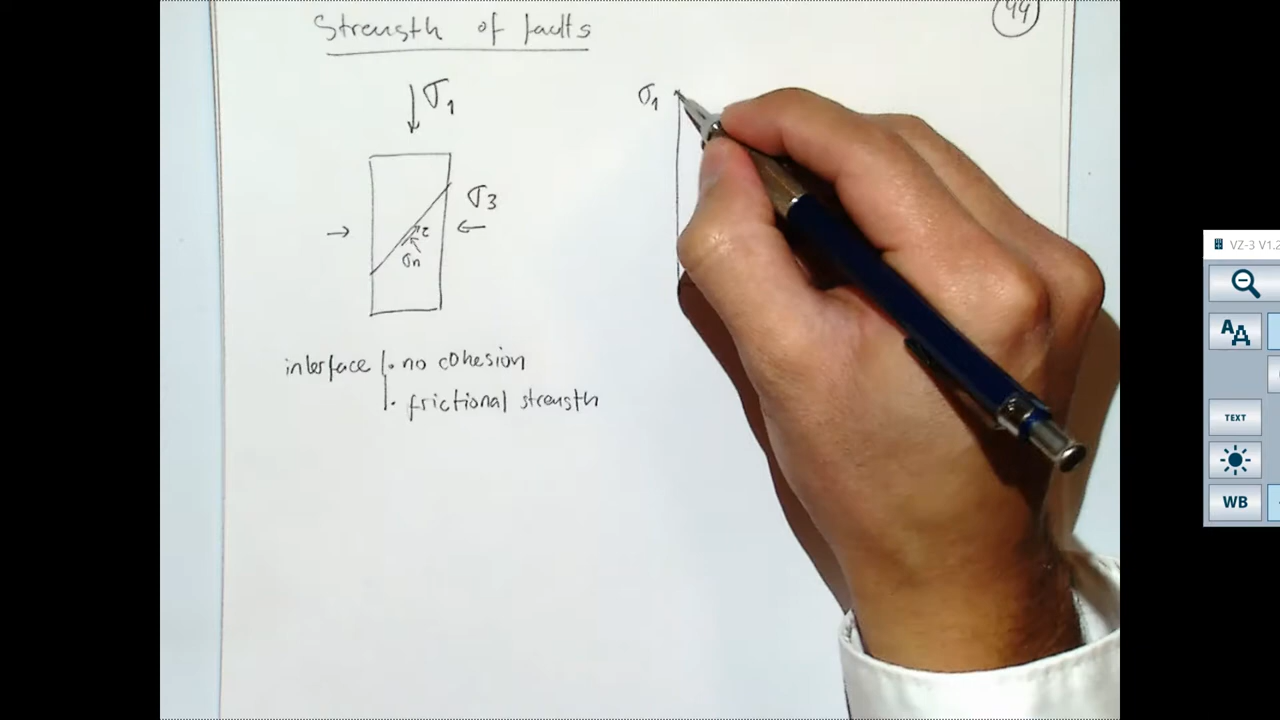 Strength of faults
44
σ1
σ1
σ3
τ
σn
interface
. no cohesion
. frictional strength
VZ-3 V1.2
AA
TEXT
WB